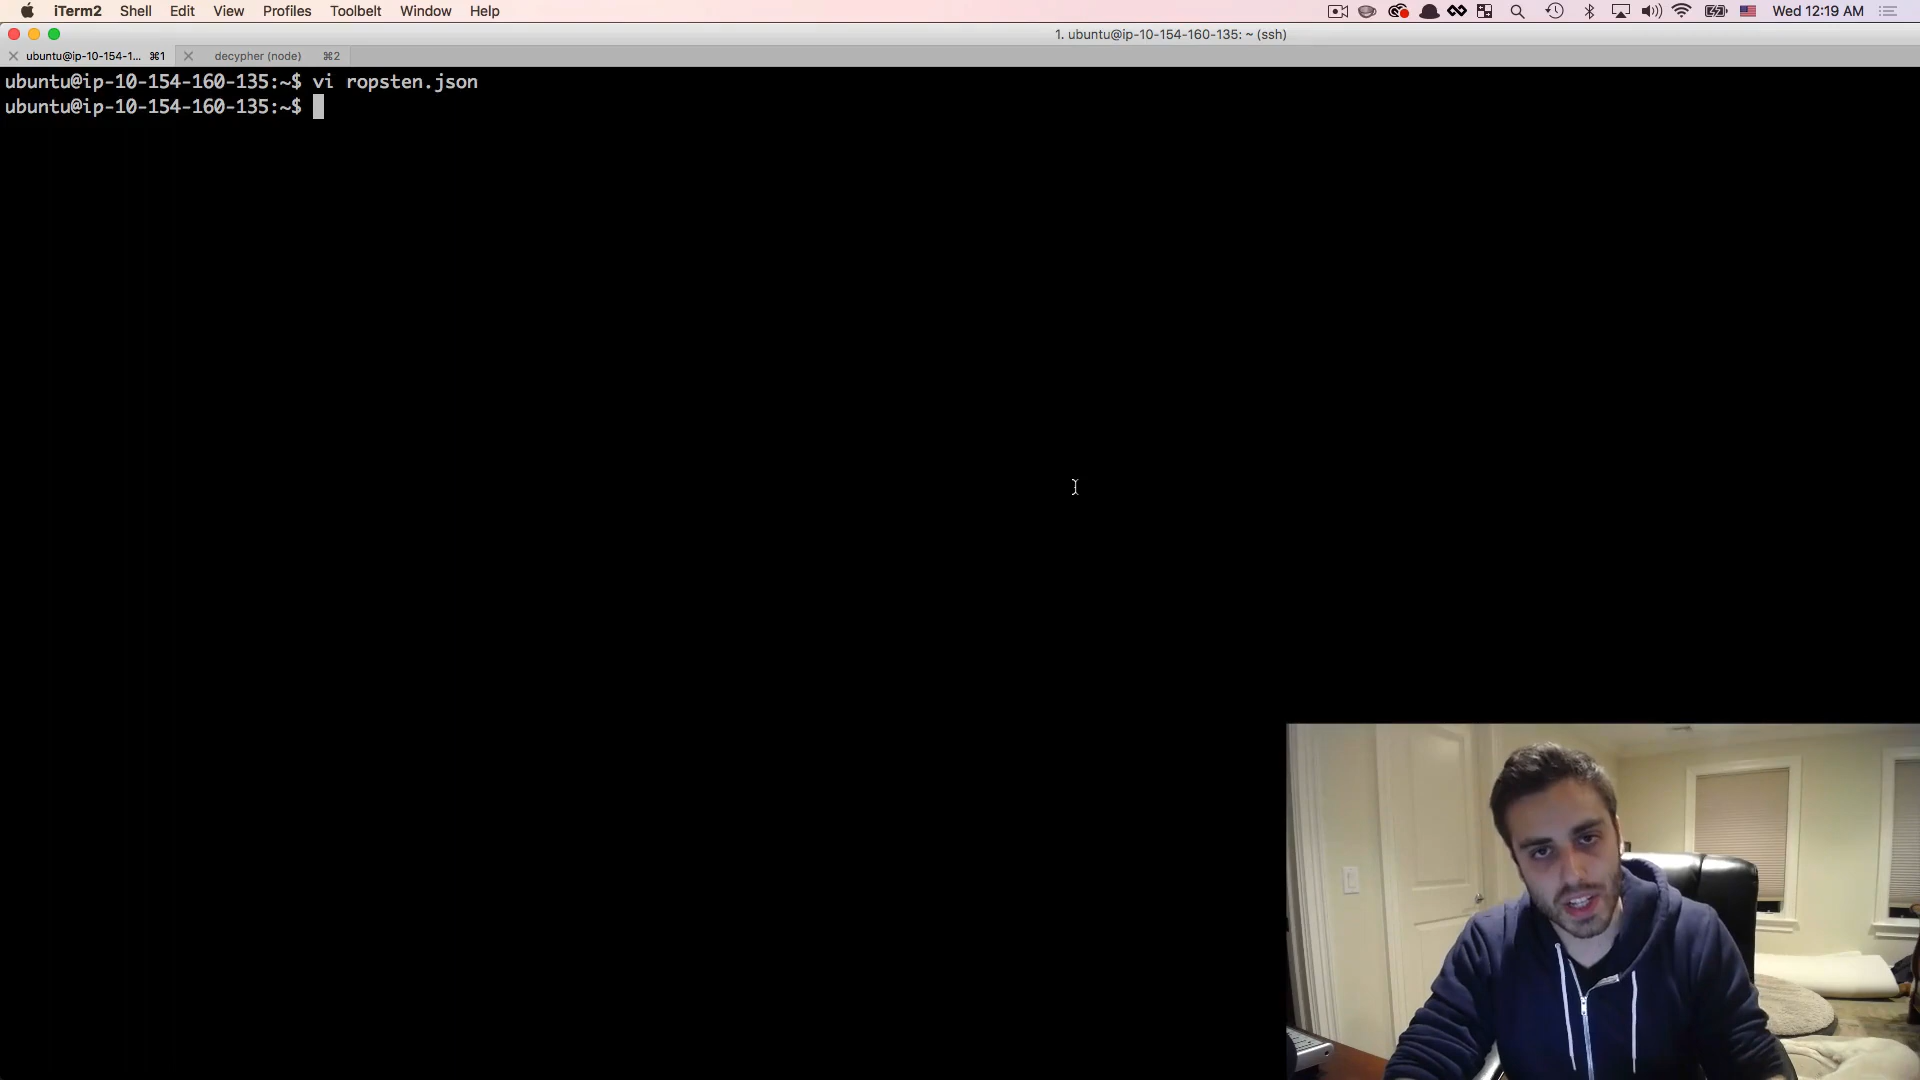 iTerm2 Shell Edit View Profiles Toolbelt Window Help Wed 12:19 AM
1. ubuntu@ip-10-154-160-135: ~ (ssh)
ubuntu@ip-10-154-1... ⌘1 decypher (node) ⌘2
ubuntu@ip-10-154-160-135:~$ vi ropsten.json
ubuntu@ip-10-154-160-135:~$